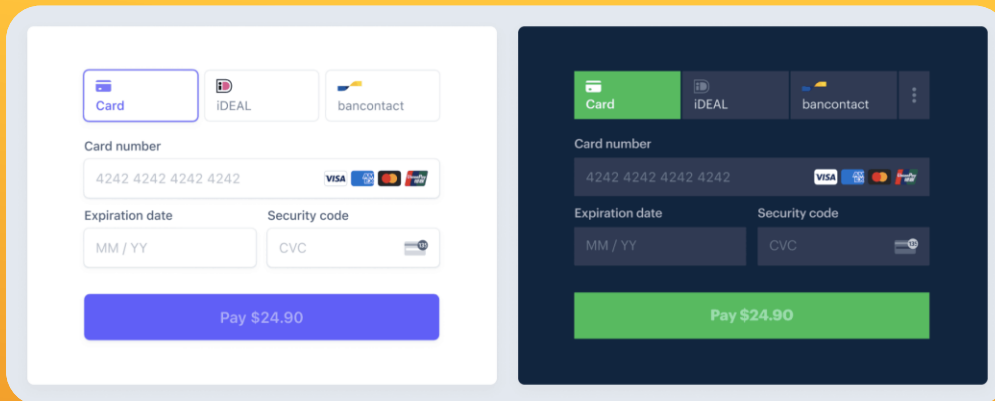 Card
iDEAL
bancontact
Card number
4242 4242 4242 4242
VISA
Expiration date
Security code
MM / YY
CVC
Pay $24.90
Card
iDEAL
bancontact
Card number
4242 4242 4242 4242
VISA
Expiration date
Security code
MM / YY
CVC
Pay $24.90